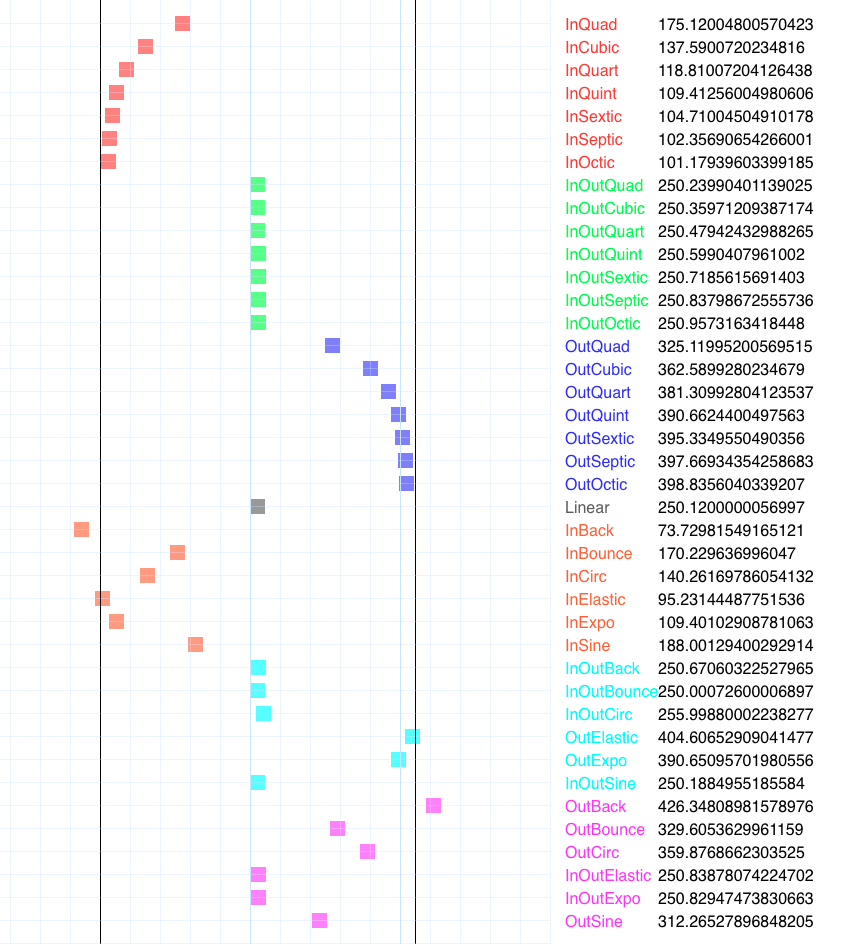 InQuad 175.12004800570423
InCubic 137.5900720234816
InQuart 118.81007204126438
InQuint 109.41256004980606
InSextic 104.71004504910178
InSeptic 102.35690654266001
InOctic 101.17939603399185
InOutQuad 250.23990401139025
InOutCubic 250.35971209387174
InOutQuart 250.47942432988265
InOutQuint 250.5990407961002
InOutSextic 250.7185615691403
InOutSeptic 250.83798672555736
InOutOctic 250.9573163418448
OutQuad 325.11995200569515
OutCubic 362.5899280234679
OutQuart 381.30992804123537
OutQuint 390.6624400497563
OutSextic 395.3349550490356
OutSeptic 397.66934354258683
OutOctic 398.8356040339207
Linear 250.1200000056997
InBack 73.72981549165121
InBounce 170.229636996047
InCirc 140.26169786054132
InElastic 95.23144487751536
InExpo 109.40102908781063
InSine 188.00129400292914
InOutBack 250.67060322527965
InOutBounce 250.00072600006897
InOutCirc 255.99880002238277
OutElastic 404.60652909041477
OutExpo 390.65095701980556
InOutSine 250.1884955185584
OutBack 426.34808981578976
OutBounce 329.6053629961159
OutCirc 359.8768662303525
InOutElastic 250.83878074224702
InOutExpo 250.82947473830663
OutSine 312.26527896848205